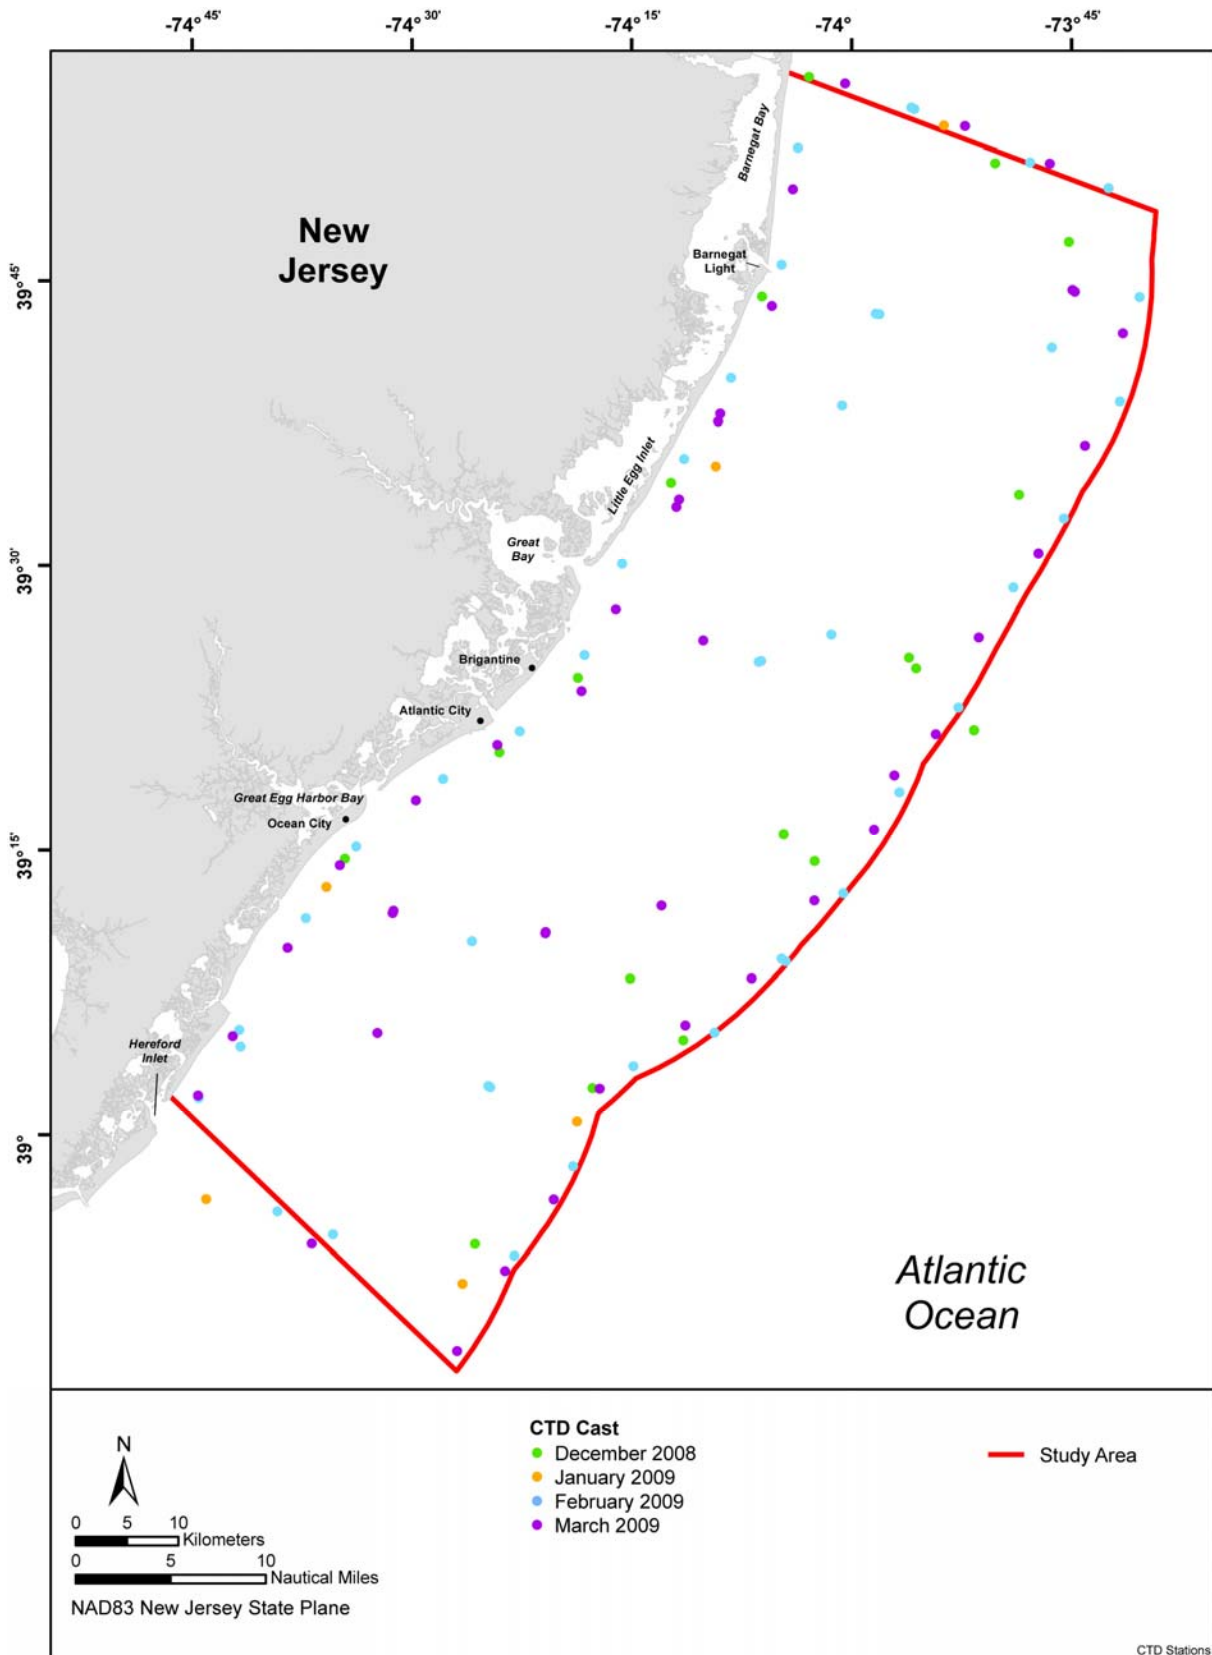 -74° 45'
-74° 30'
-74° 15'
-74°
-73° 45'
39° 45'
39° 30'
39° 15'
39°
New
Jersey
Barnegat Bay
Barnegat
Light
Little Egg Inlet
Great
Bay
Brigantine
Atlantic City
Great Egg Harbor Bay
Ocean City
Hereford
Inlet
Atlantic
Ocean
N
0 5 10
Kilometers
0 5 10
Nautical Miles
NAD83 New Jersey State Plane
CTD Cast
December 2008
January 2009
February 2009
March 2009
Study Area
CTD Stations